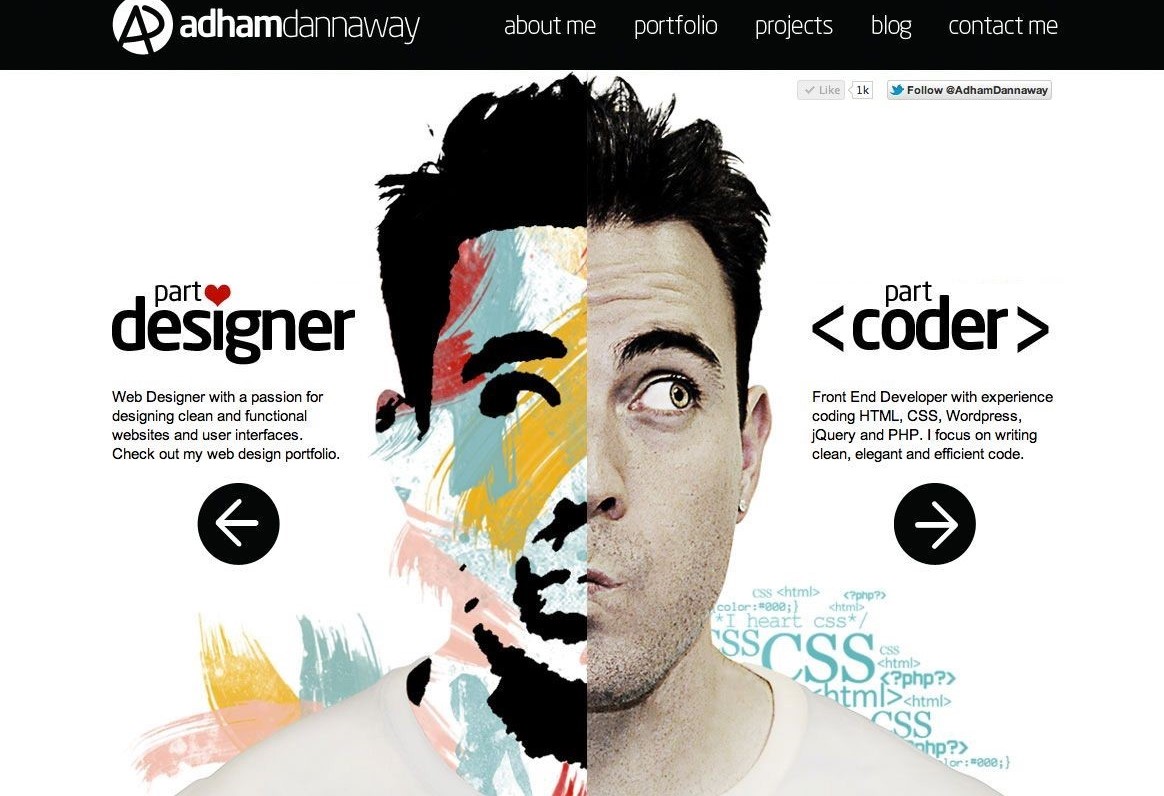 adhamdannaway
about me portfolio projects blog contact me
Like 1k Follow @AdhamDannaway
part
designer
Web Designer with a passion for
designing clean and functional
websites and user interfaces.
Check out my web design portfolio.
part
<coder>
Front End Developer with experience
coding HTML, CSS, Wordpress,
jQuery and PHP. I focus on writing
clean, elegant and efficient code.
css <html> <?php?>
color:#000;} <html>
*I heart css*/
CSS CSS css
<html>
<?php?>
<html> <html>
CSS
php?>
lor:#000;}